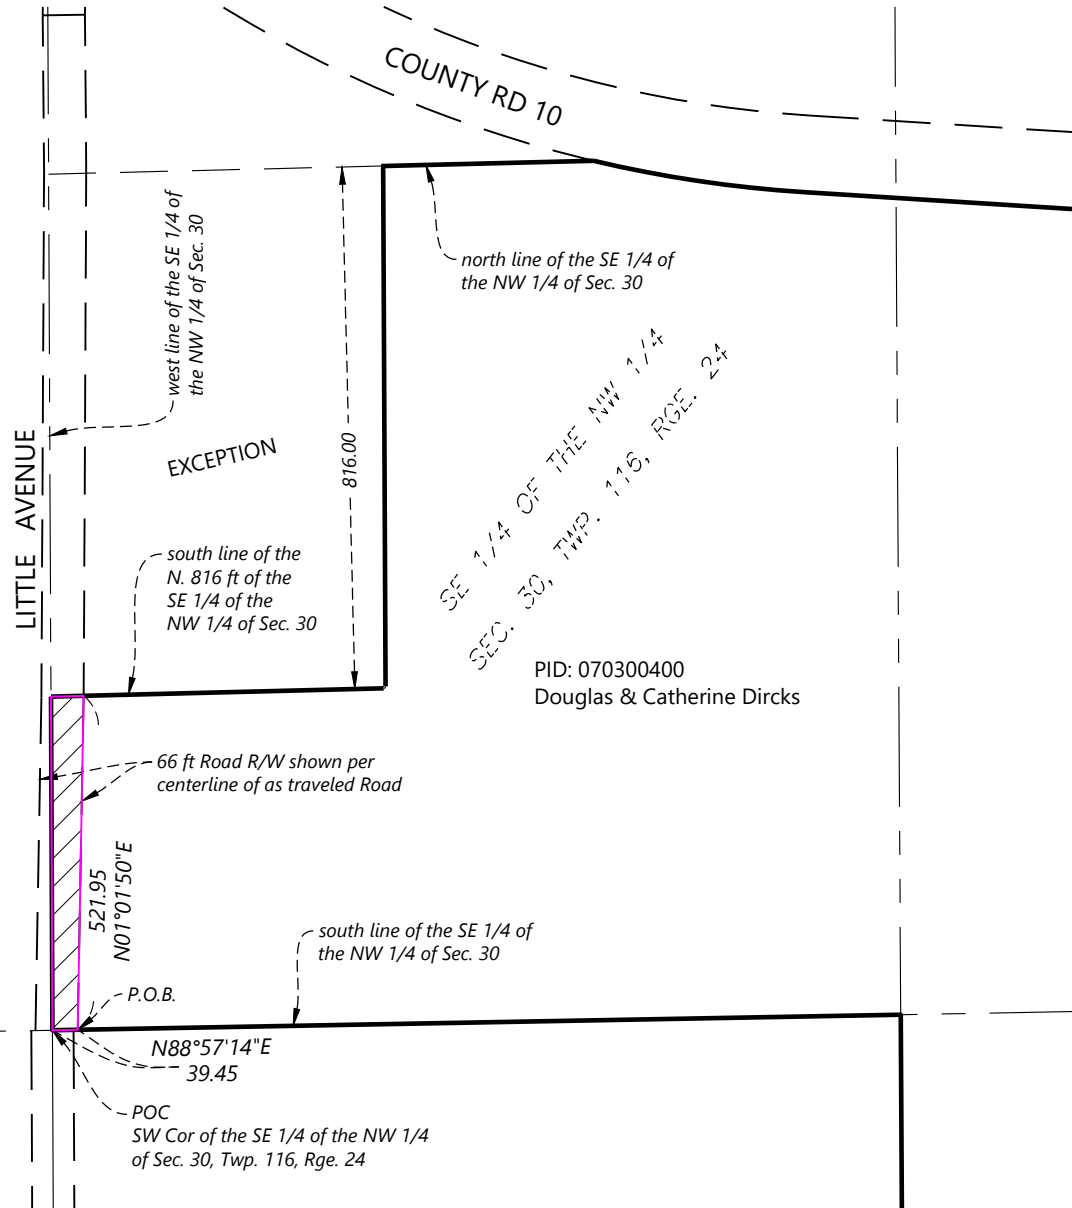 COUNTY RD 10
north line of the SE 1/4 of
the NW 1/4 of Sec. 30
west line of the SE 1/4 of
the NW 1/4 of Sec. 30
SE 1/4 OF THE NW 1/4
SEC. 30, TWP. 116, RGE. 24
LITTLE AVENUE
EXCEPTION
816.00
south line of the
N. 816 ft of the
SE 1/4 of the
NW 1/4 of Sec. 30
PID: 070300400
Douglas & Catherine Dircks
66 ft Road R/W shown per
centerline of as traveled Road
521.95
N01°01'50"E
south line of the SE 1/4 of
the NW 1/4 of Sec. 30
P.O.B.
N88°57'14"E
39.45
POC
SW Cor of the SE 1/4 of the NW 1/4
of Sec. 30, Twp. 116, Rge. 24